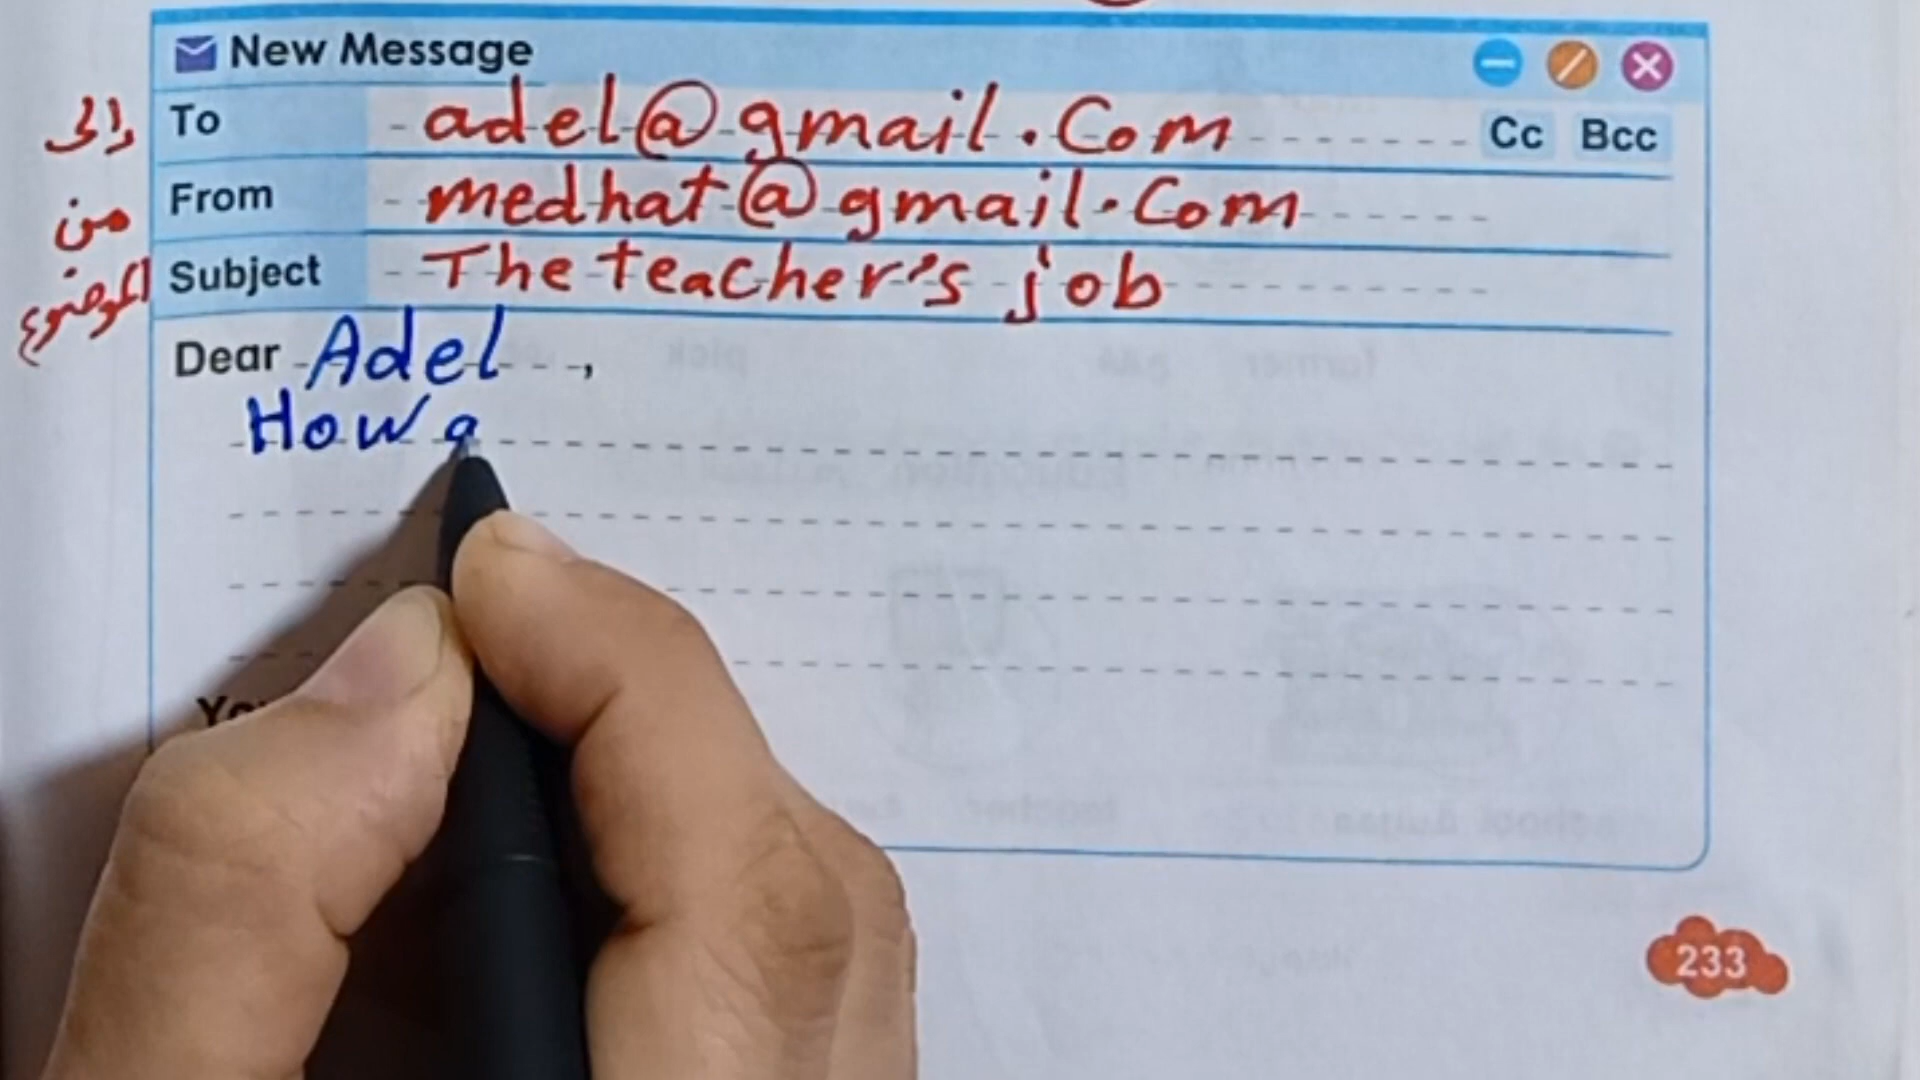 New Message
إلى To adel@gmail.Com Cc Bcc
من From medhat@gmail.Com
الموضوع Subject The teacher's job
Dear Adel ,
How a
233